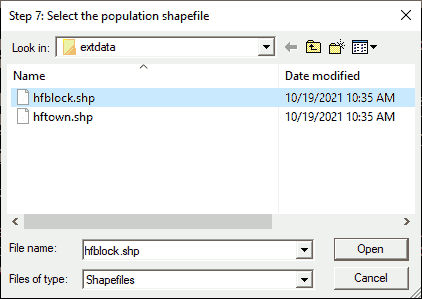 Step 7: Select the population shapefile
Look in: extdata
Name Date modified
hfblock.shp 10/19/2021 10:35 AM
hftown.shp 10/19/2021 10:35 AM
File name: hfblock.shp Open
Files of type: Shapefiles Cancel